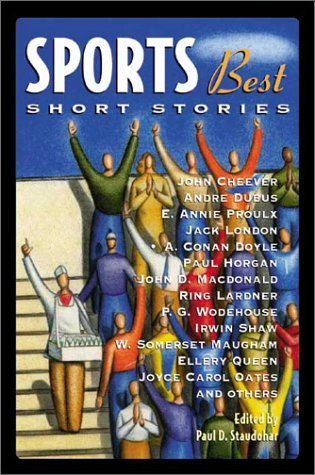 SPORTS Best
SHORT STORIES
JOHN CHEEVER
ANDRE DUBUS
E. ANNIE PROULX
JACK LONDON
• A. CONAN DOYLE
PAUL HORGAN
JOHN D. MACDONALD
RING LARDNER
P. G. WODEHOUSE
IRWIN SHAW
W. SOMERSET MAUGHAM
ELLERY QUEEN
JOYCE CAROL OATES
AND OTHERS
Edited by
Paul D. Staudohar